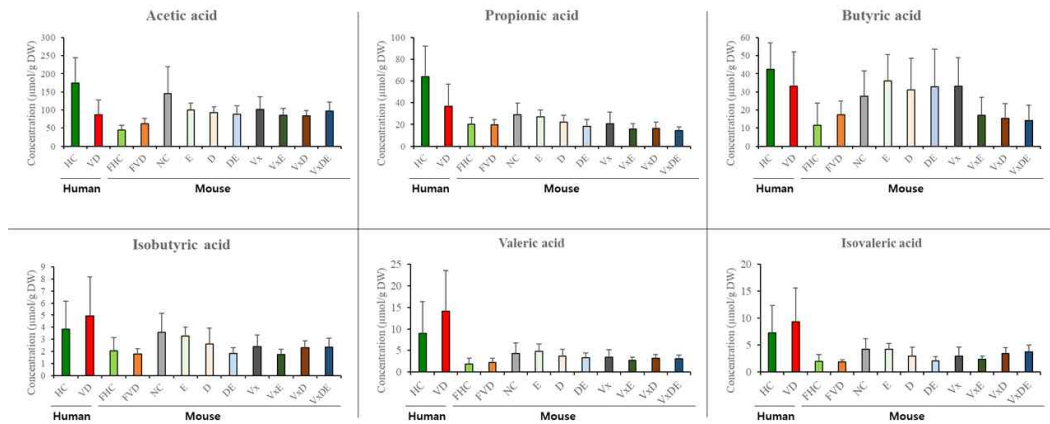 Acetic acid
Concentration (µmol/g DW)
300
250
200
150
100
50
0
HC VD FHC FVD NC E D DE Vx VxE VxD VxDE
Human Mouse
Propionic acid
Concentration (µmol/g DW)
100
80
60
40
20
0
HC VD FHC FVD NC E D DE Vx VxE VxD VxDE
Human Mouse
Butyric acid
Concentration (µmol/g DW)
60
50
40
30
20
10
0
HC VD FHC FVD NC E D DE Vx VxE VxD VxDE
Human Mouse
Isobutyric acid
Concentration (µmol/g DW)
9
8
7
6
5
4
3
2
1
0
HC VD FHC FVD NC E D DE Vx VxE VxD VxDE
Human Mouse
Valeric acid
Concentration (µmol/g DW)
25
20
15
10
5
0
HC VD FHC FVD NC E D DE Vx VxE VxD VxDE
Human Mouse
Isovaleric acid
Concentration (µmol/g DW)
20
15
10
5
0
HC VD FHC FVD NC E D DE Vx VxE VxD VxDE
Human Mouse